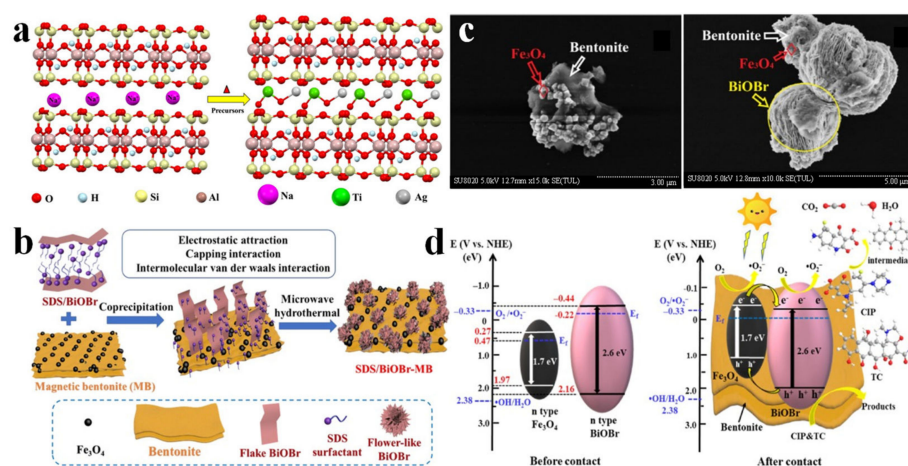 a
Na
Na
Na
Na
Δ
Precursors
O
H
Si
Al
Na
Ti
Ag
b
SDS/BiOBr
Electrostatic attraction
Capping interaction
Intermolecular van der waals interaction
Coprecipitation
Microwave
hydrothermal
Magnetic bentonite (MB)
SDS/BiOBr-MB
Fe₃O₄
Bentonite
Flake BiOBr
SDS
surfactant
Flower-like
BiOBr
c
Fe₃O₄
Bentonite
SU8020 5.0kV 12.7mm x15.0k SE(TUL)
3.00 μm
Bentonite
Fe₃O₄
BiOBr
SU8020 5.0kV 12.8mm x10.0k SE(TUL)
5.00 μm
d
E (V vs. NHE)
(eV)
-1.0
-0.33
O₂/•O₂⁻
0
0.27
0.47
1.0
1.97
2.0
2.38
•OH/H₂O
3.0
-0.44
-0.22
Ef
1.7 eV
2.6 eV
2.16
n type
Fe₃O₄
n type
BiOBr
Before contact
E (V vs. NHE)
(eV)
-1.0
O₂/•O₂⁻
-0.33
0
1.0
2.0
•OH/H₂O
2.38
3.0
O₂
•O₂⁻
O₂
•O₂⁻
e⁻ e⁻
e⁻ e⁻ e⁻
Ef
1.7 eV
2.6 eV
h⁺ h⁺
h⁺ h⁺ h⁺
Fe₃O₄
BiOBr
Bentonite
CIP&TC
Products
CO₂
H₂O
intermedia
CIP
TC
After contact